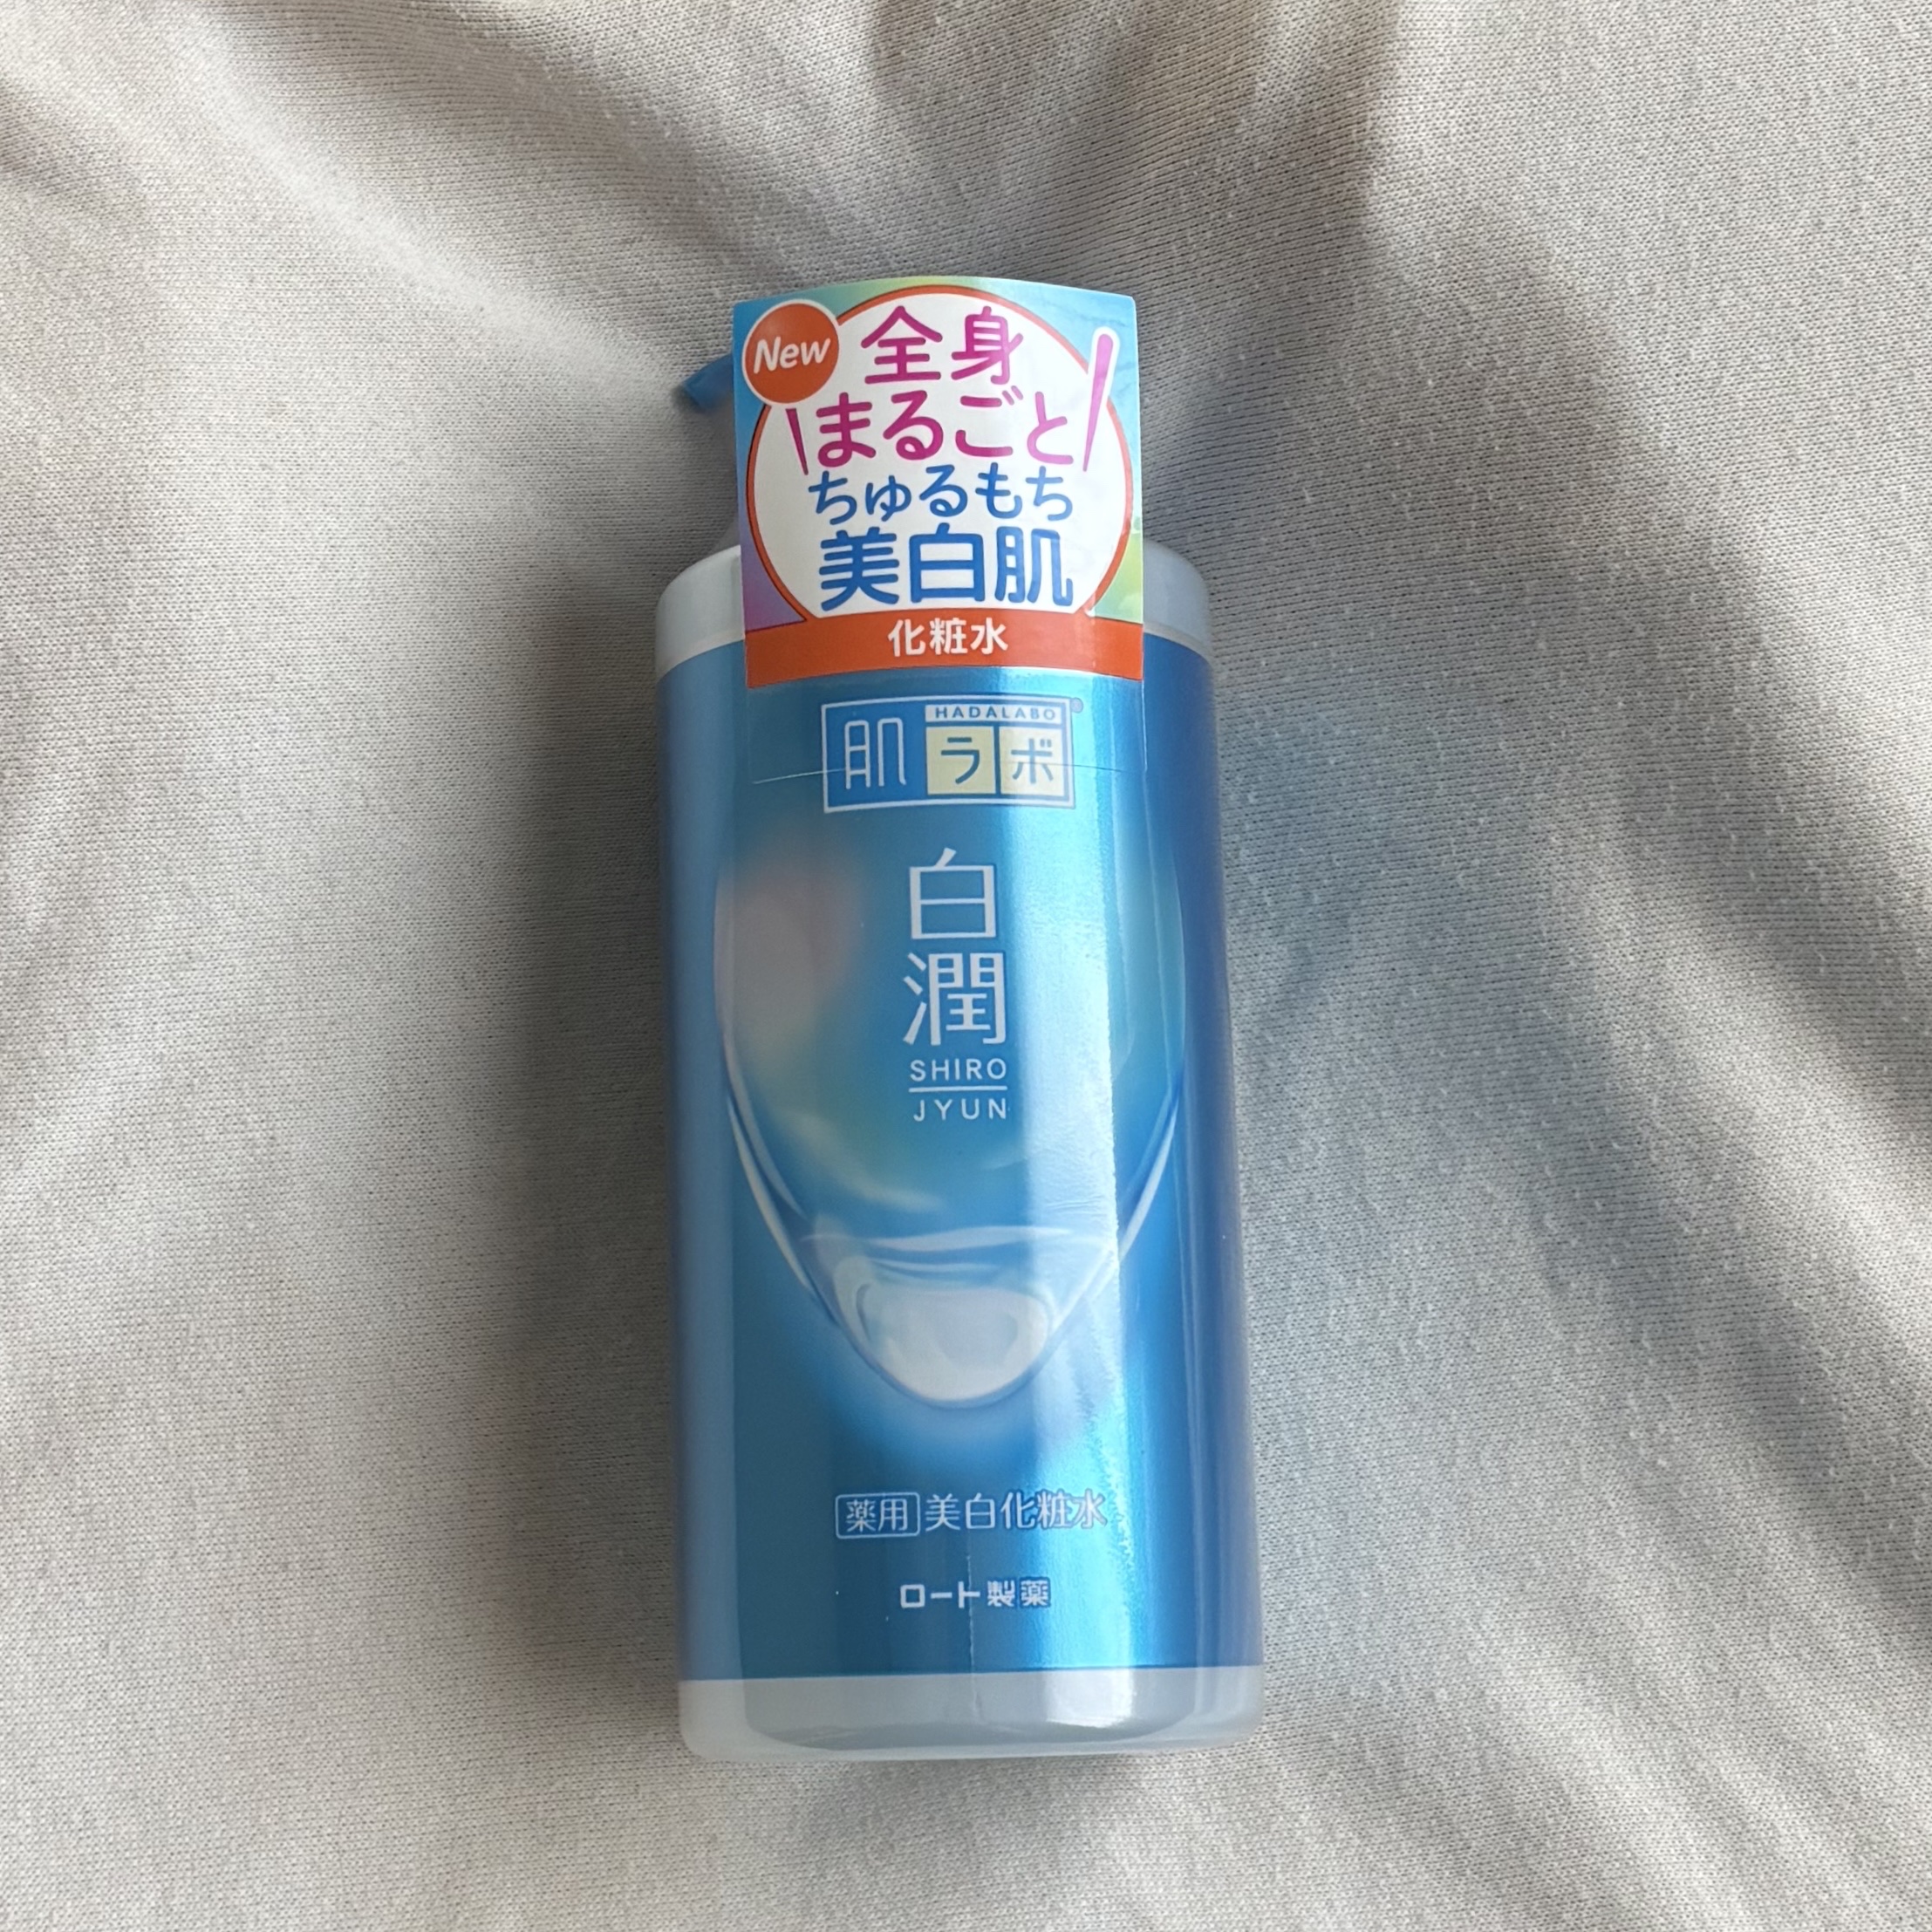 New
全身
まるごと
ちゅるもち
美白肌
化粧水
HADALABO
肌ラボ
白潤
SHIRO
JYUN
薬用 美白化粧水
ロート製薬